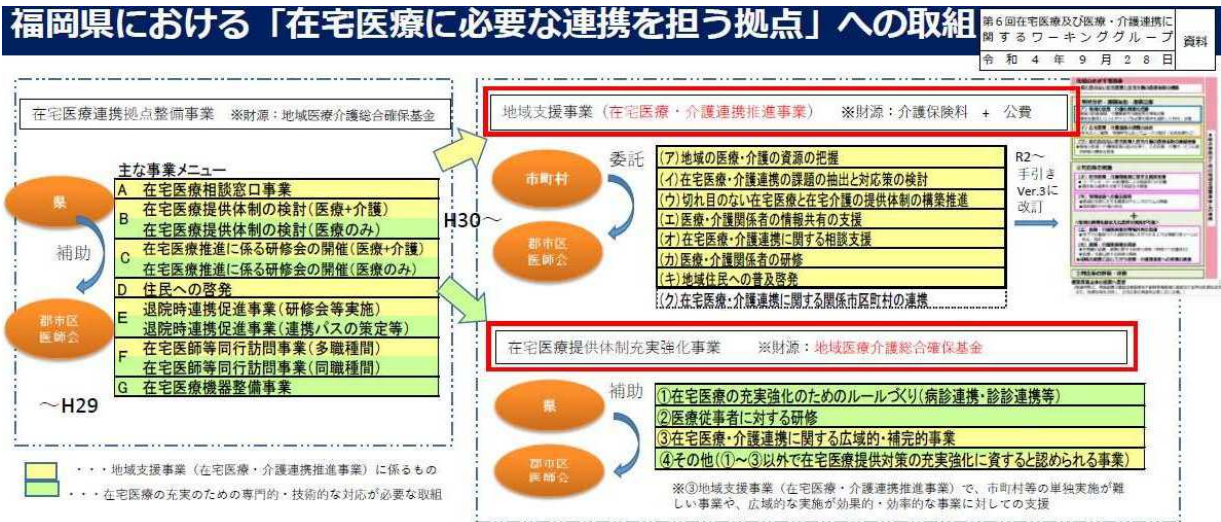 福岡県における「在宅医療に必要な連携を担う拠点」への取組
第6回在宅医療及び医療・介護連携に
関するワーキンググループ
資料
令和4年9月28日
在宅医療連携拠点整備事業 ※財源：地域医療介護総合確保基金
主な事業メニュー
県
補助
都市区
医師会
A 在宅医療相談窓口事業
B 在宅医療提供体制の検討(医療+介護)
在宅医療提供体制の検討(医療のみ)
C 在宅医療推進に係る研修会の開催(医療+介護)
在宅医療推進に係る研修会の開催(医療のみ)
D 住民への啓発
E 退院時連携促進事業(研修会等実施)
退院時連携促進事業(連携パスの策定等)
F 在宅医師等同行訪問事業(多職種間)
在宅医師等同行訪問事業(同職種間)
G 在宅医療機器整備事業
～H29
・・・地域支援事業（在宅医療・介護連携推進事業）に係るもの
・・・在宅医療の充実のための専門的・技術的な対応が必要な取組
H30～
地域支援事業（在宅医療・介護連携推進事業） ※財源：介護保険料 + 公費
市町村
委託
都市区
医師会
(ア)地域の医療・介護の資源の把握
(イ)在宅医療・介護連携の課題の抽出と対応策の検討
(ウ)切れ目のない在宅医療と在宅介護の提供体制の構築推進
(エ)医療・介護関係者の情報共有の支援
(オ)在宅医療・介護連携に関する相談支援
(カ)医療・介護関係者の研修
(キ)地域住民への普及啓発
(ク)在宅医療・介護連携に関する関係市区町村の連携
R2～
手引き
Ver.3に
改訂
在宅医療提供体制充実強化事業 ※財源：地域医療介護総合確保基金
県
補助
都市区
医師会
①在宅医療の充実強化のためのルールづくり(病診連携・診診連携等)
②医療従事者に対する研修
③在宅医療・介護連携に関する広域的・補完的事業
④その他(①～③以外で在宅医療提供対策の充実強化に資すると認められる事業)
※③地域支援事業（在宅医療・介護連携推進事業）で、市町村等の単独実施が難
しい事業や、広域的な実施が効果的・効率的な事業に対しての支援